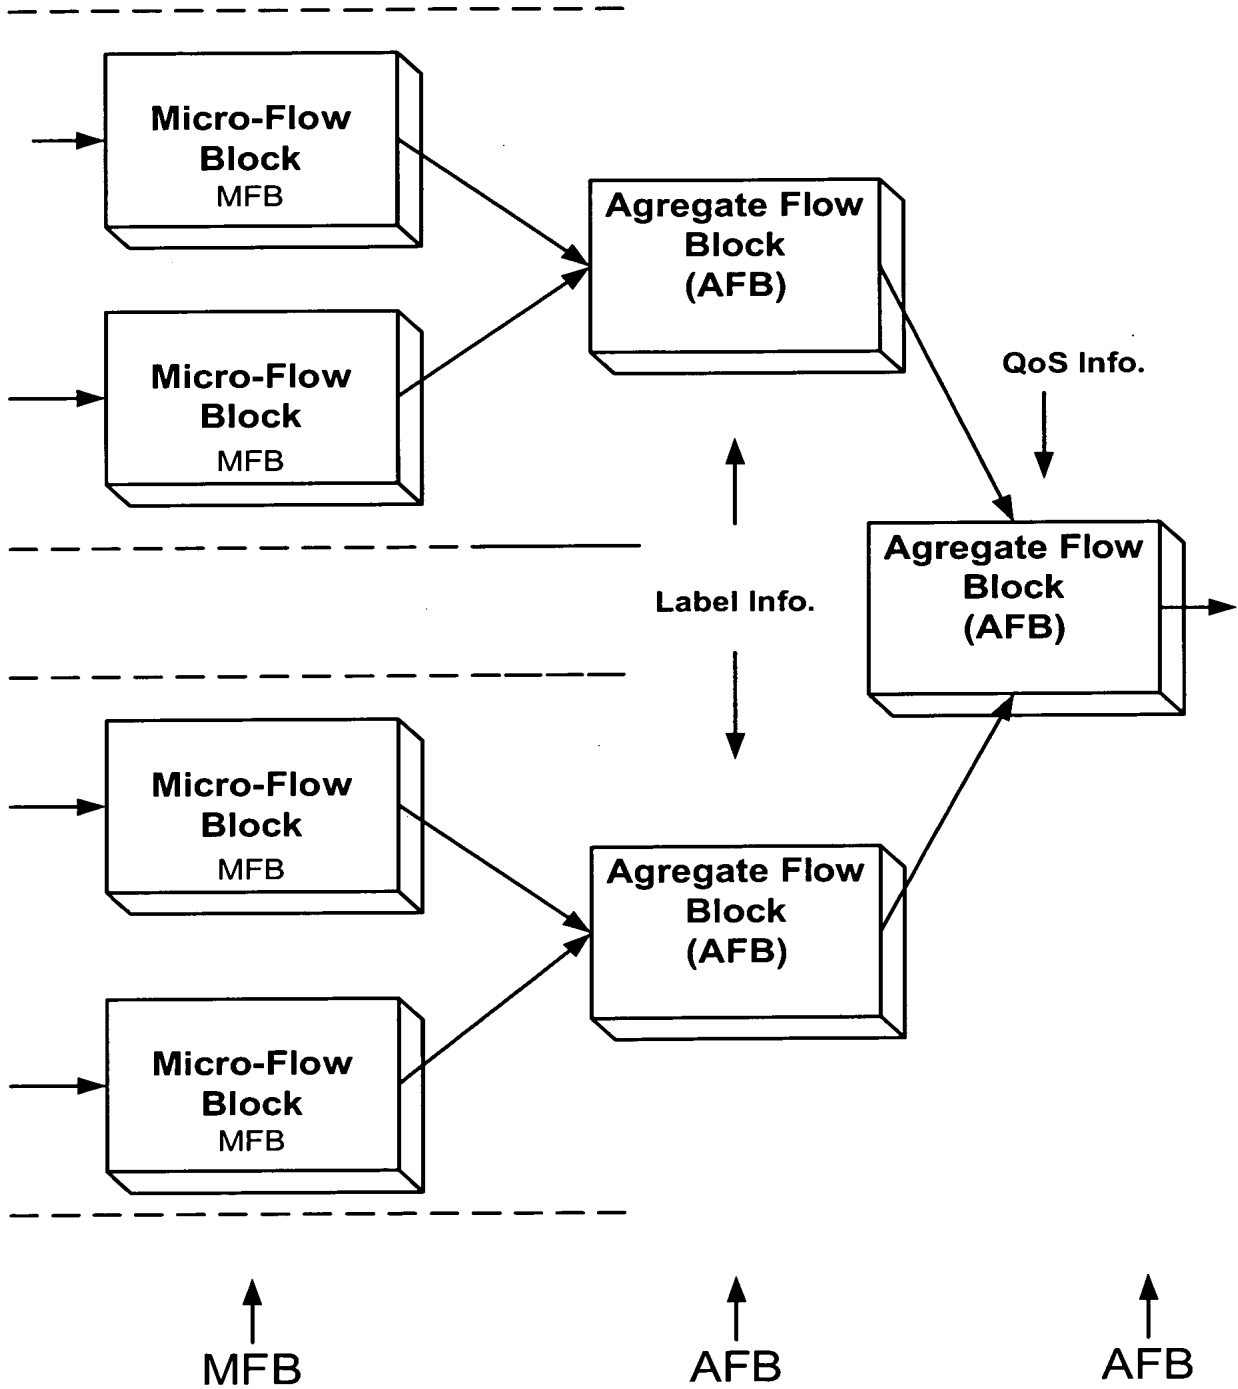 Micro-Flow
Block
MFB
Agregate Flow
Block
(AFB)
Micro-Flow
Block
MFB
QoS Info.
Label Info.
Agregate Flow
Block
(AFB)
Micro-Flow
Block
MFB
Agregate Flow
Block
(AFB)
Micro-Flow
Block
MFB
MFB
AFB
AFB